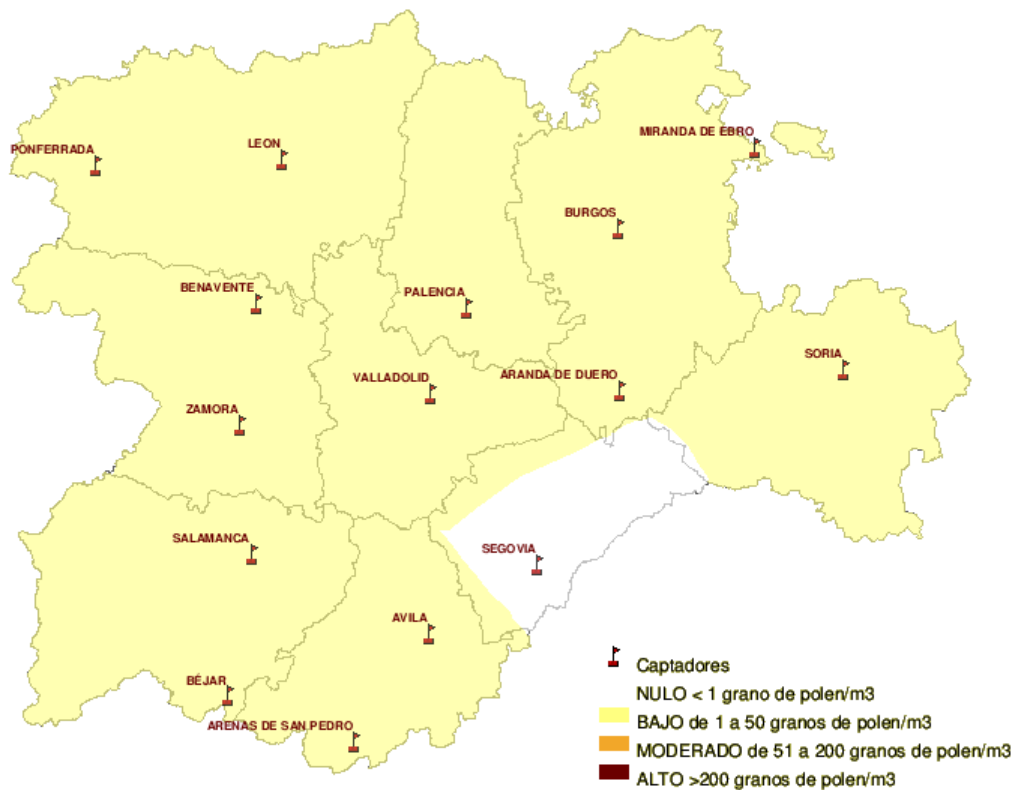 MIRANDA DE EBRO
PONFERRADA
LEON
BURGOS
BENAVENTE
PALENCIA
SORIA
VALLADOLID
ARANDA DE DUERO
ZAMORA
SALAMANCA
SEGOVIA
AVILA
BÉJAR
ARENAS DE SAN PEDRO
Captadores
NULO < 1 grano de polen/m3
BAJO de 1 a 50 granos de polen/m3
MODERADO de 51 a 200 granos de polen/m3
ALTO >200 granos de polen/m3